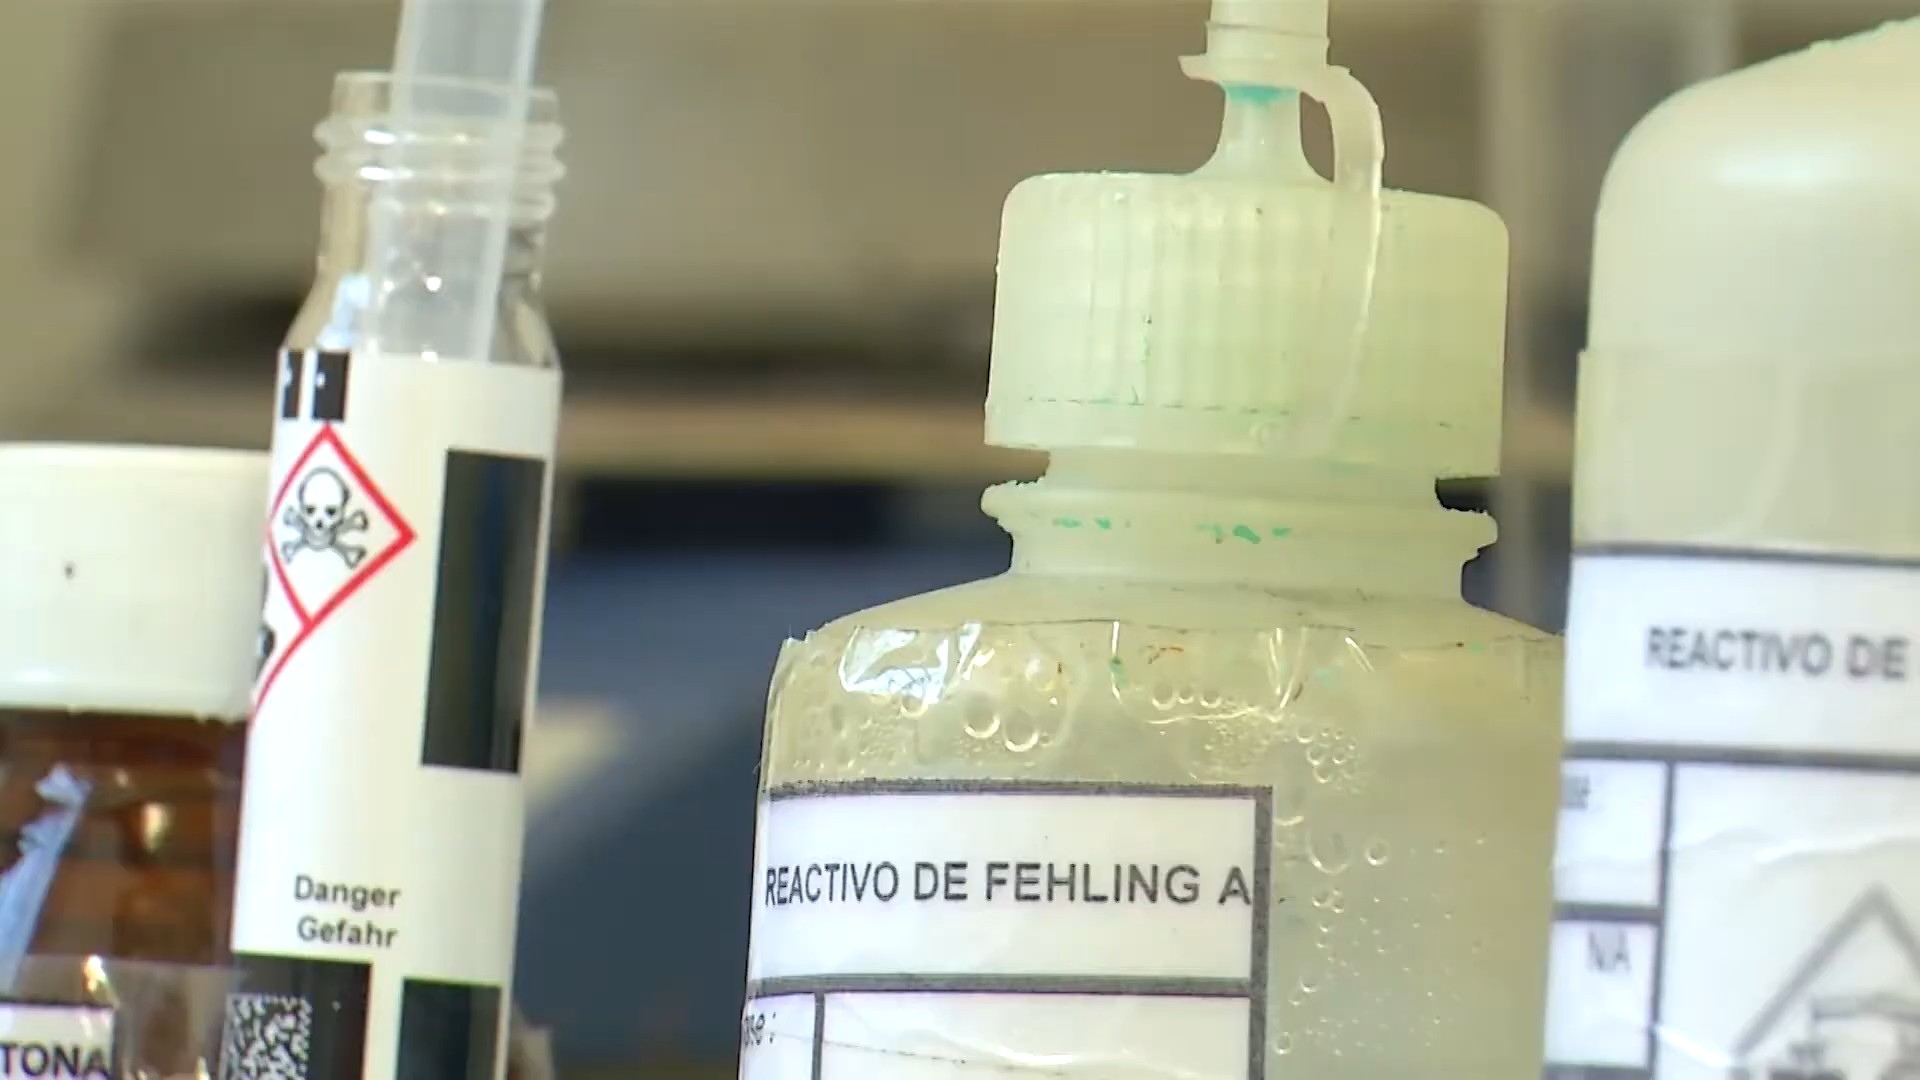 Danger
Gefahr
TONA
REACTIVO DE FEHLING A
REACTIVO DE
NA